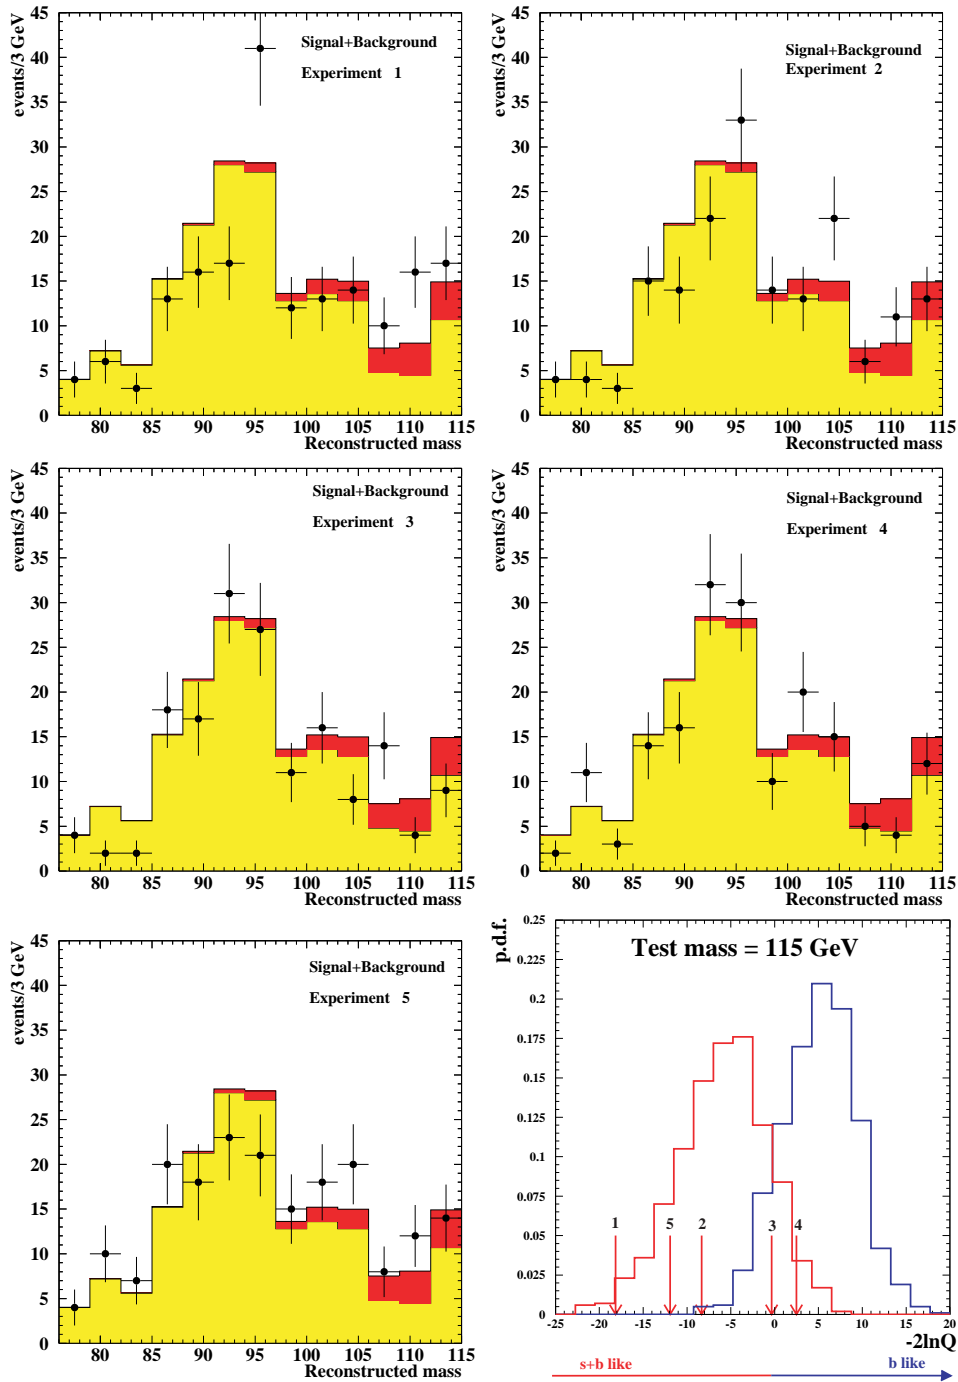 events/3 GeV
45
40
35
30
25
20
15
10
5
0
Signal+Background
Experiment 1
80 85 90 95 100 105 110 115
Reconstructed mass
events/3 GeV
45
40
35
30
25
20
15
10
5
0
Signal+Background
Experiment 2
80 85 90 95 100 105 110 115
Reconstructed mass
events/3 GeV
45
40
35
30
25
20
15
10
5
0
Signal+Background
Experiment 3
80 85 90 95 100 105 110 115
Reconstructed mass
events/3 GeV
45
40
35
30
25
20
15
10
5
0
Signal+Background
Experiment 4
80 85 90 95 100 105 110 115
Reconstructed mass
events/3 GeV
45
40
35
30
25
20
15
10
5
0
Signal+Background
Experiment 5
80 85 90 95 100 105 110 115
Reconstructed mass
p.d.f.
0.25
0.225
0.2
0.175
0.15
0.125
0.1
0.075
0.05
0.025
0
Test mass = 115 GeV
1 5 2 3 4
-25 -20 -15 -10 -5 0 5 10 15 20
-2lnQ
s+b like b like